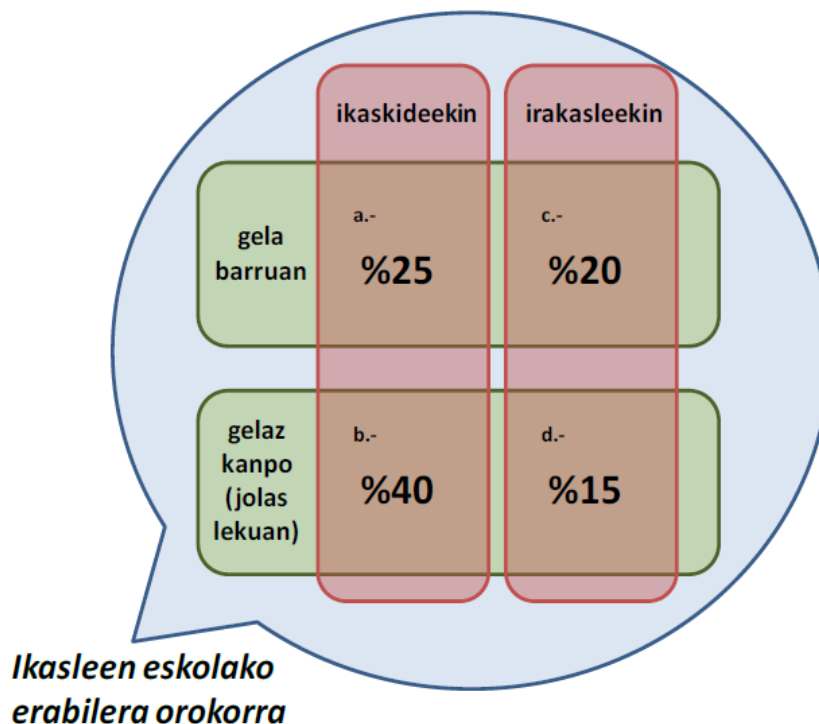 ikaskideekin
irakasleekin
gela
barruan
a.-
%25
c.-
%20
gelaz
kanpo
(jolas
lekuan)
b.-
%40
d.-
%15
Ikasleen eskolako
erabilera orokorra